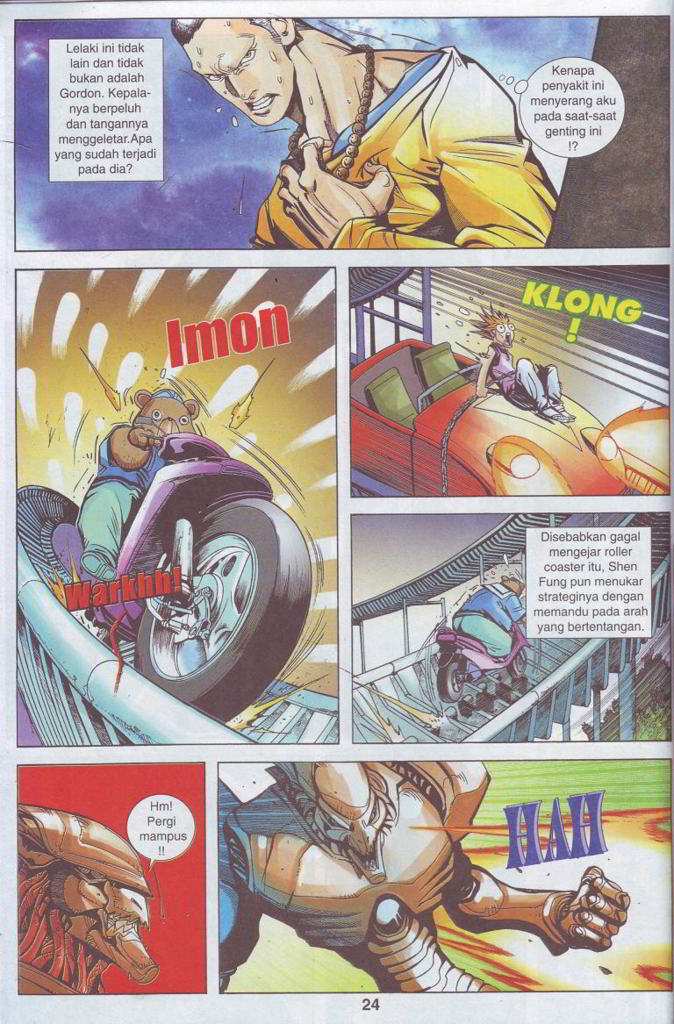 Lelaki ini tidak
lain dan tidak
bukan adalah
Gordon. Kepala-
nya berpeluh
dan tangannya
menggeletar.Apa
yang sudah terjadi
pada dia?
Kenapa
penyakit ini
menyerang aku
pada saat-saat
genting ini
!?
Imon
Warkhh!
KLONG
!
Disebabkan gagal
mengejar roller
coaster itu, Shen
Fung pun menukar
strateginya dengan
memandu pada arah
yang bertentangan.
Hm!
Pergi
mampus
!!
HAH
24